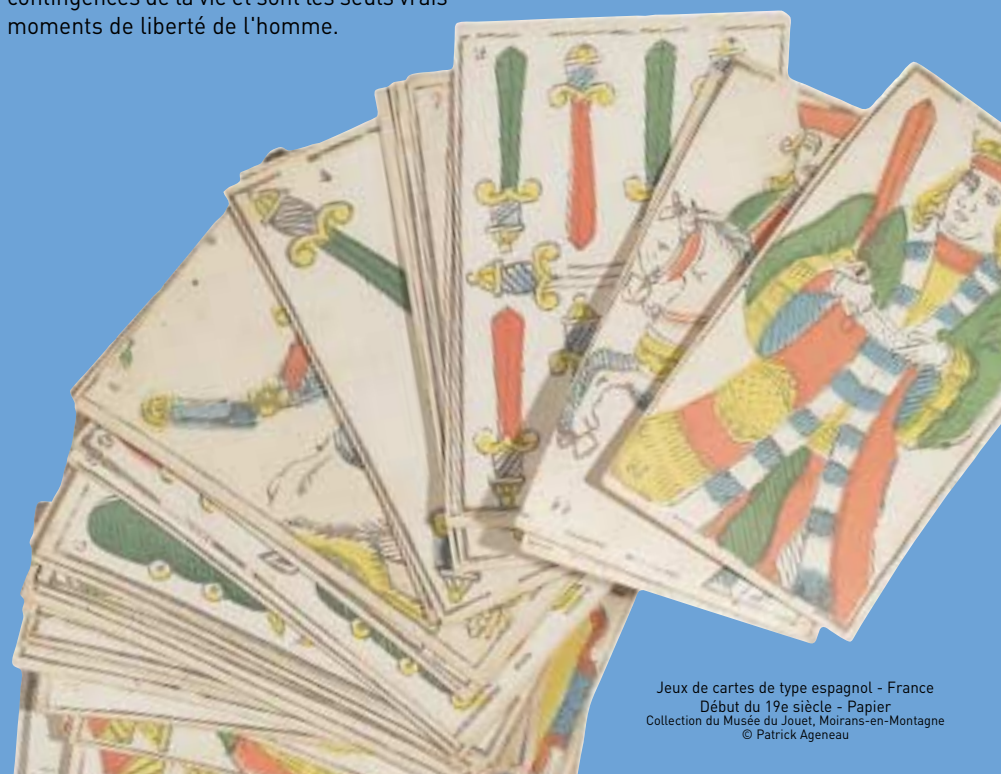 moments de liberté de l'homme.
Jeux de cartes de type espagnol - France
Début du 19e siècle - Papier
Collection du Musée du Jouet, Moirans-en-Montagne
© Patrick Ageneau